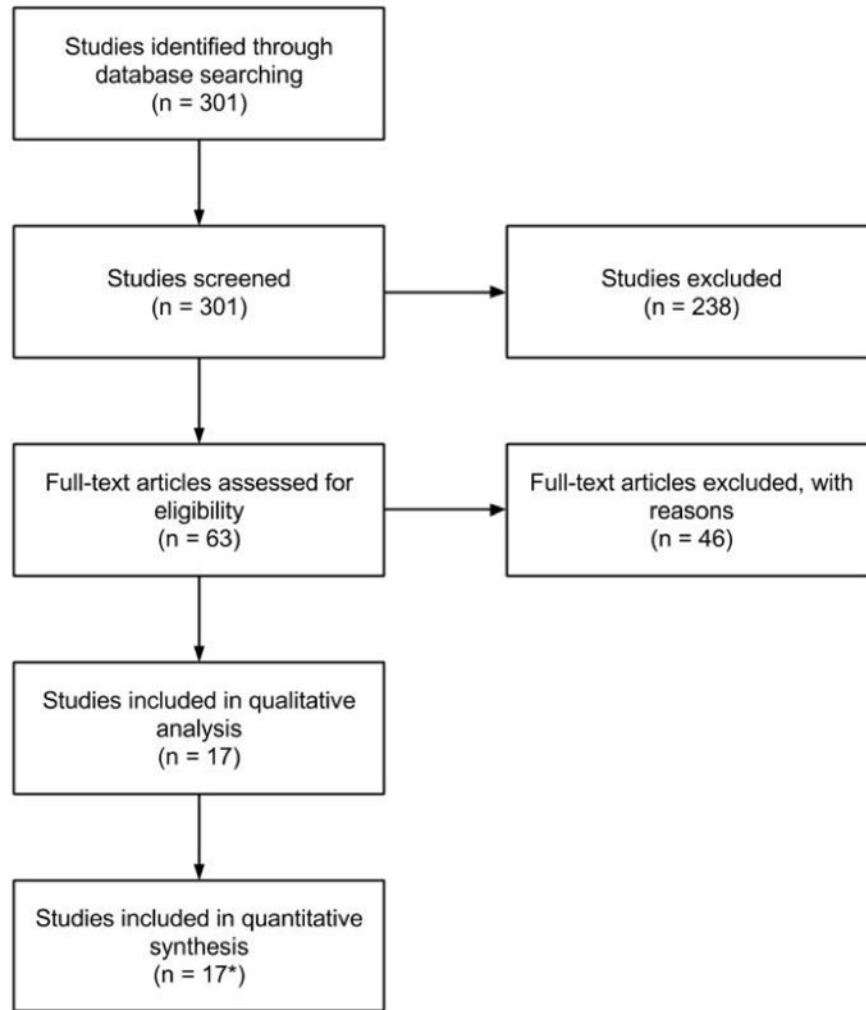 Studies identified through
database searching
(n = 301)
Studies screened
(n = 301)
Studies excluded
(n = 238)
Full-text articles assessed for
eligibility
(n = 63)
Full-text articles excluded, with
reasons
(n = 46)
Studies included in qualitative
analysis
(n = 17)
Studies included in quantitative
synthesis
(n = 17*)